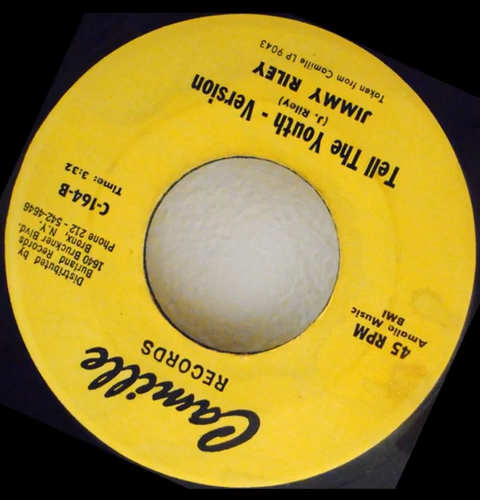 Camille
RECORDS
45 RPM
Amalie Music
BMI
Distributed by
Burland Records
1640 Bruckner Blvd.
Bronx, N.Y.
Phone 212 - 542-4646
C-164-B
Time: 3:32
Tell The Youth - Version
(J. Riley)
JIMMY RILEY
Taken from Camille LP 9043